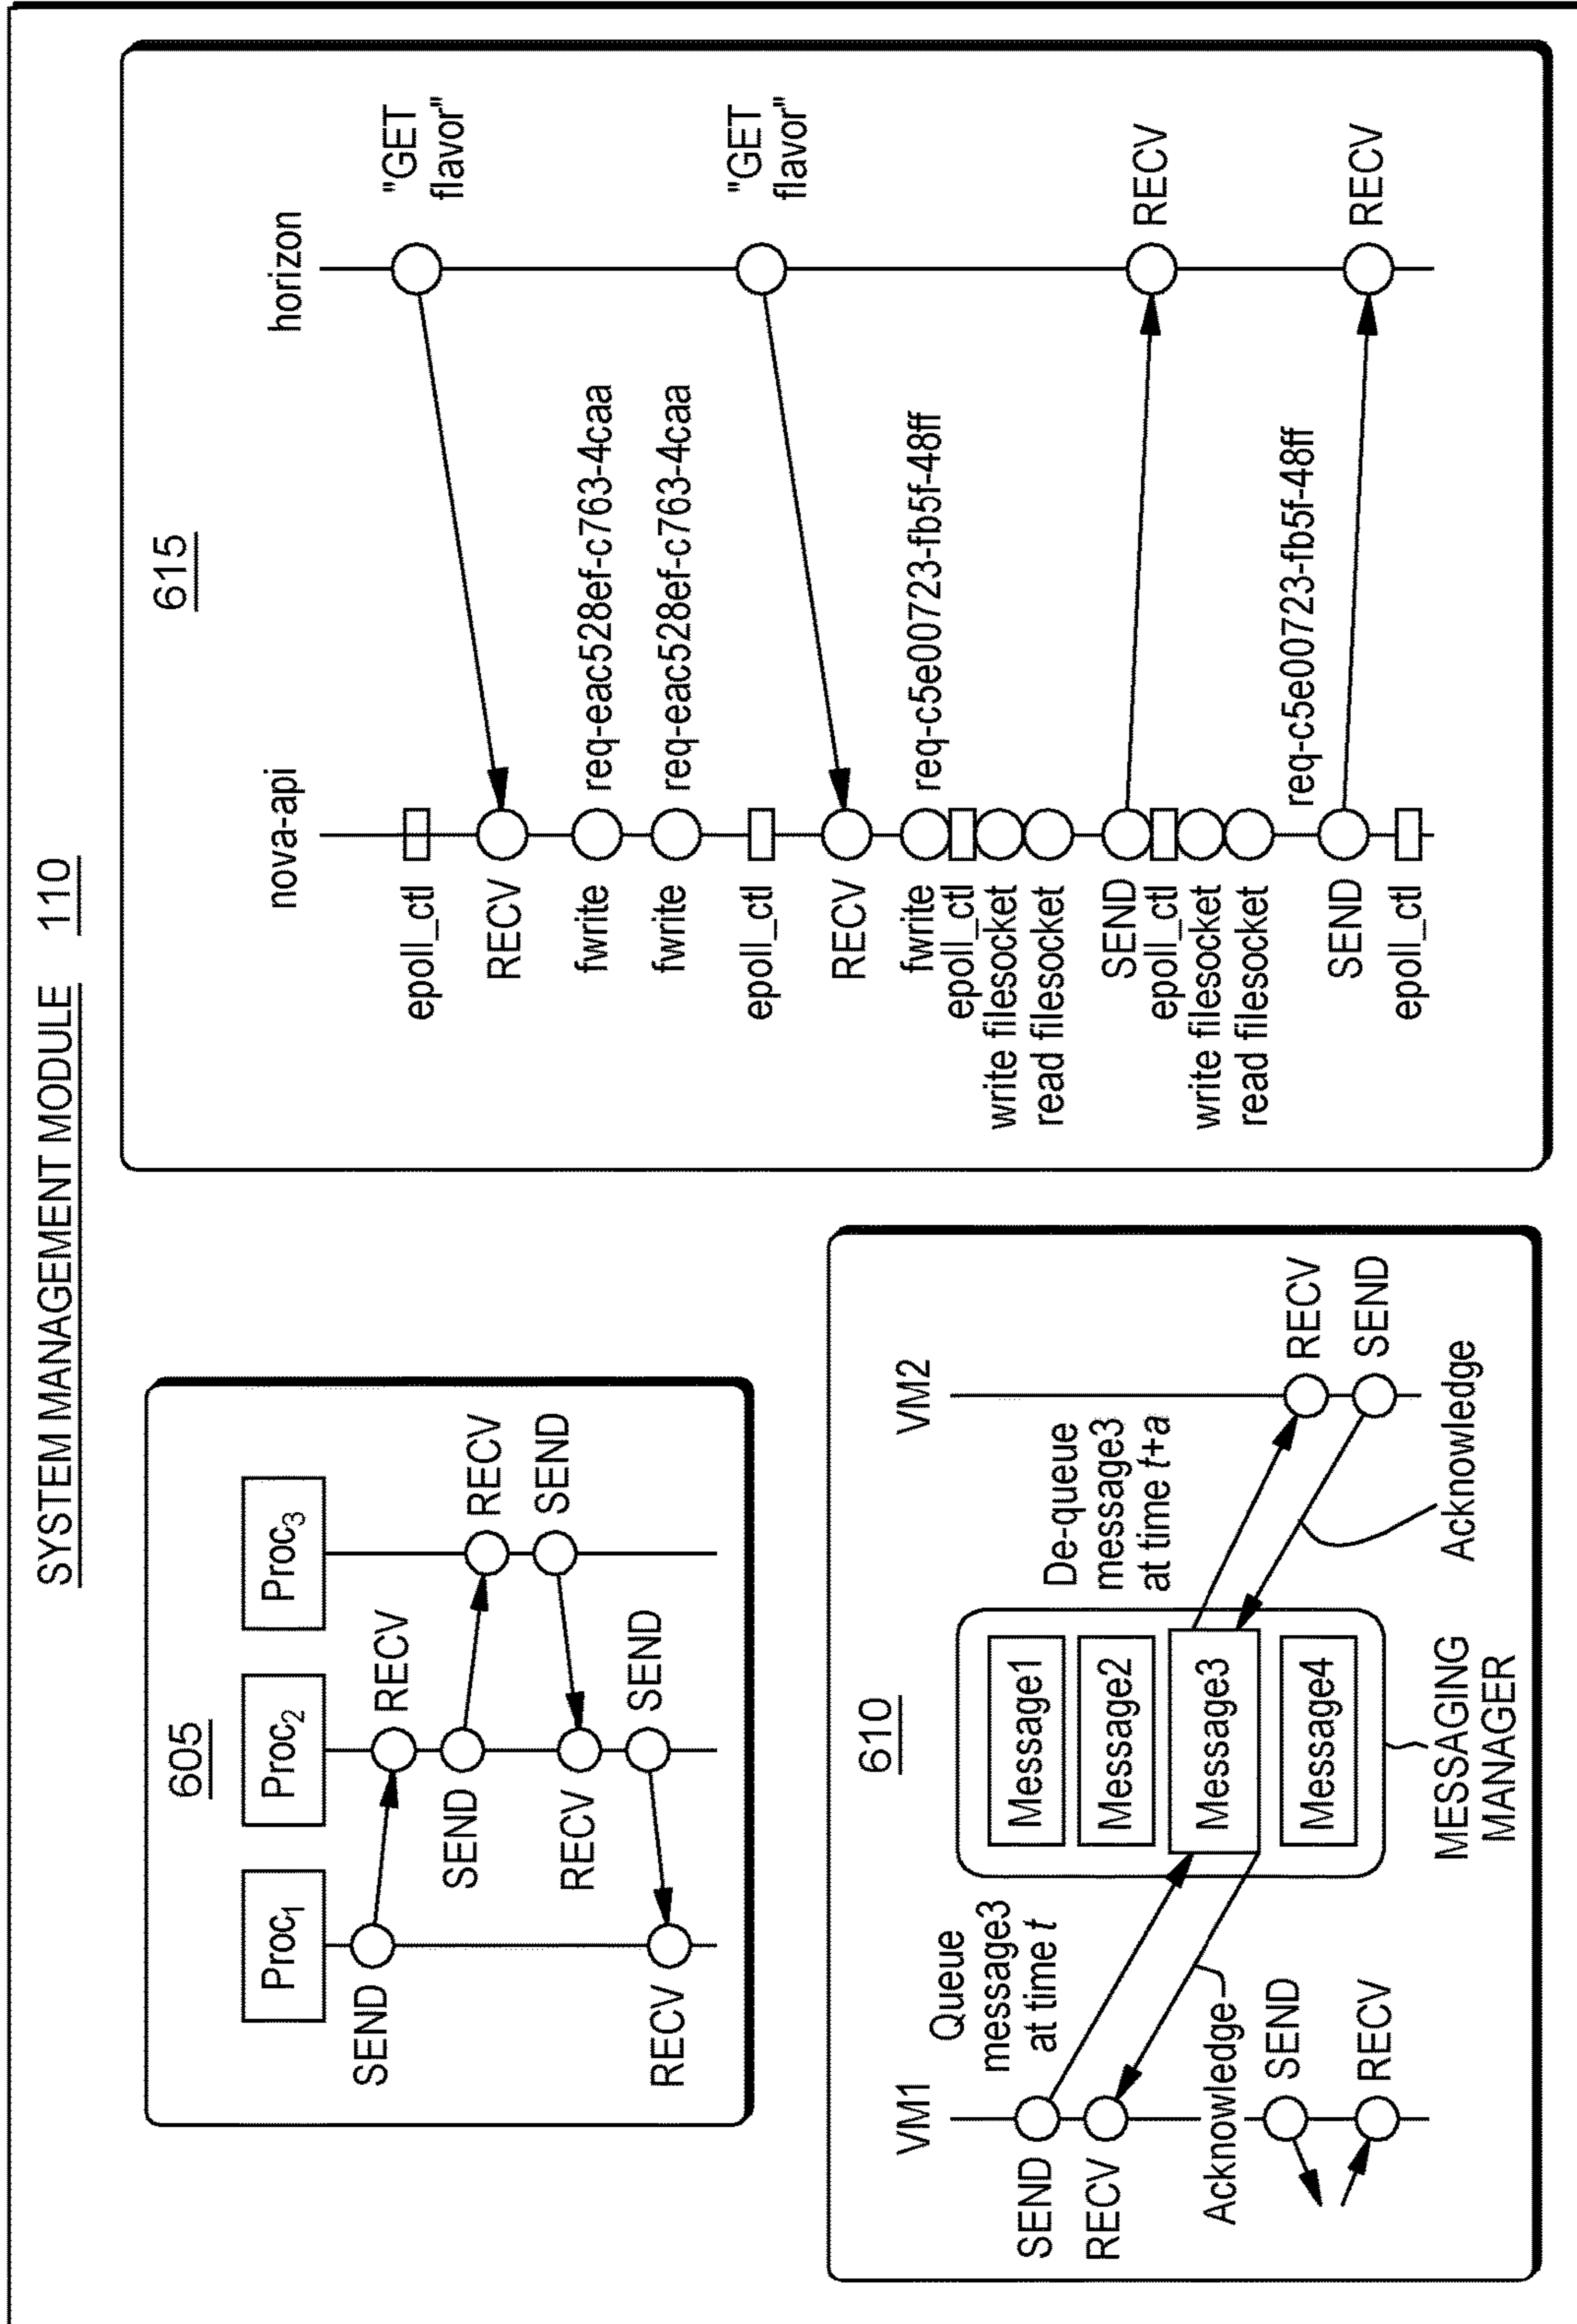 SYSTEM MANAGEMENT MODULE 110
605
Proc1
Proc2
Proc3
SEND
RECV
SEND
RECV
RECV
SEND
RECV
SEND
610
VM1
VM2
Queue
message3
at time t
De-queue
message3
at time t+a
Message1
Message2
Message3
Message4
SEND
RECV
Acknowledge
SEND
RECV
RECV
SEND
Acknowledge
MESSAGING
MANAGER
615
nova-api
horizon
epoll_ctl
"GET
flavor"
RECV
fwrite
req-eac528ef-c763-4caa
fwrite
req-eac528ef-c763-4caa
epoll_ctl
"GET
flavor"
RECV
fwrite
req-c5e00723-fb5f-48ff
epoll_ctl
write filesocket
read filesocket
SEND
RECV
epoll_ctl
write filesocket
read filesocket
req-c5e00723-fb5f-48ff
SEND
RECV
epoll_ctl